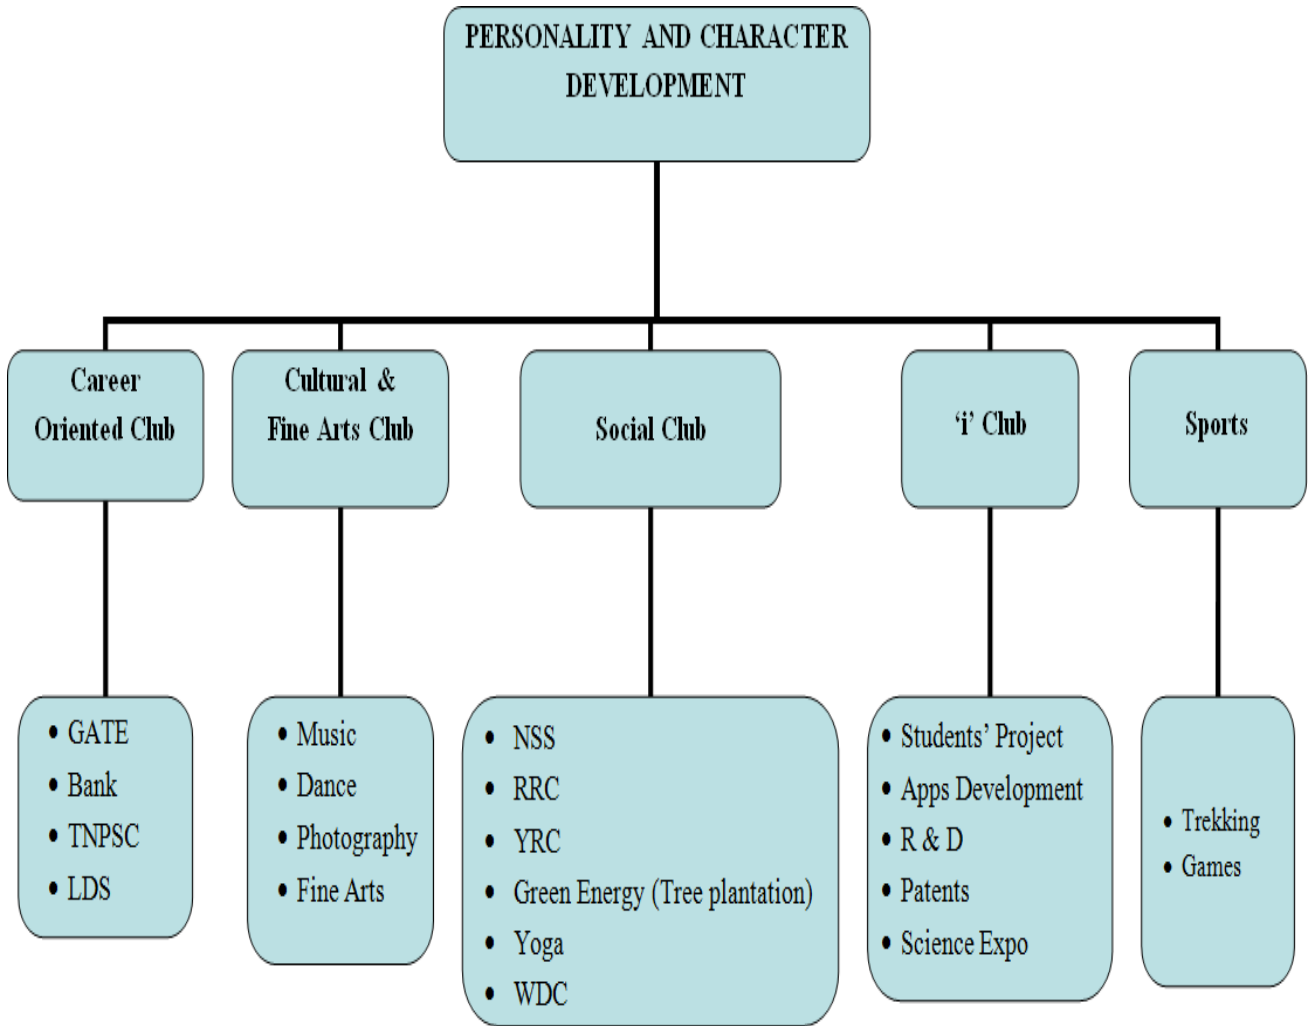 PERSONALITY AND CHARACTER
DEVELOPMENT
Career
Oriented Club
Cultural &
Fine Arts Club
Social Club
‘i’ Club
Sports
• GATE
• Bank
• TNPSC
• LDS
• Music
• Dance
• Photography
• Fine Arts
• NSS
• RRC
• YRC
• Green Energy (Tree plantation)
• Yoga
• WDC
• Students’ Project
• Apps Development
• R & D
• Patents
• Science Expo
• Trekking
• Games